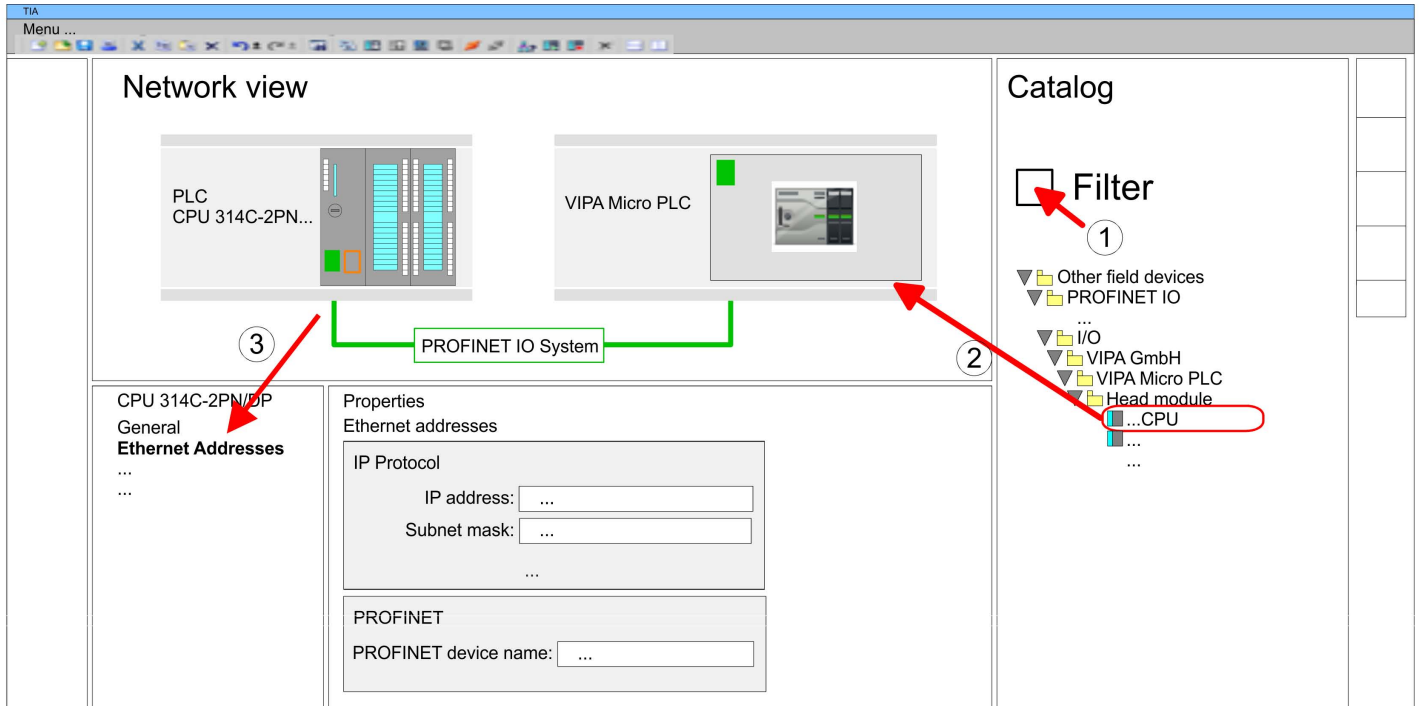 TIA
Menu ...
Network view
PLC
CPU 314C-2PN...
VIPA Micro PLC
PROFINET IO System
3
2
CPU 314C-2PN/DP
General
Ethernet Addresses
...
...
Properties
Ethernet addresses
IP Protocol
IP address: ...
Subnet mask: ...
...
PROFINET
PROFINET device name: ...
Catalog
Filter
1
Other field devices
PROFINET IO
...
I/O
VIPA GmbH
VIPA Micro PLC
Head module
...CPU
...
...